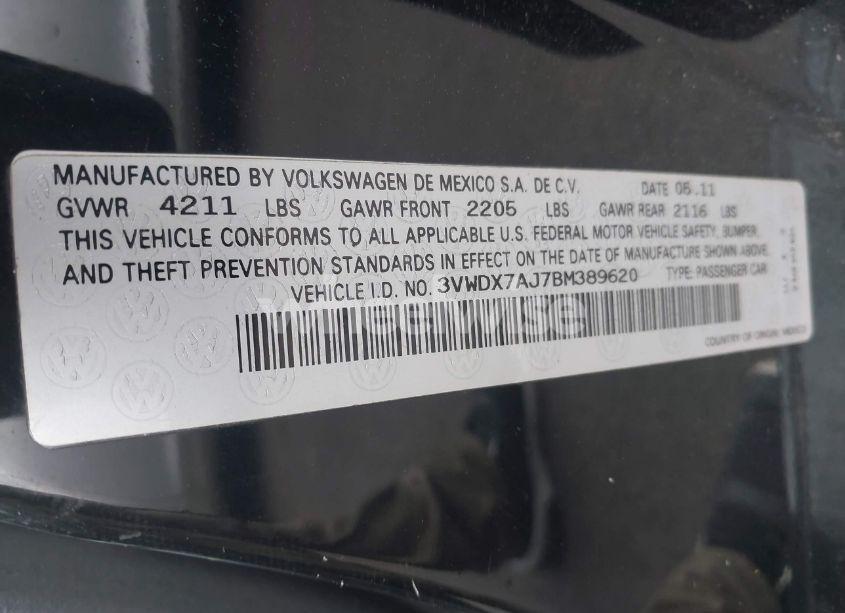 MANUFACTURED BY VOLKSWAGEN DE MEXICO S.A. DE C.V. DATE 05.11
GVWR 4211 LBS GAWR FRONT 2205 LBS GAWR REAR 2116 LBS
THIS VEHICLE CONFORMS TO ALL APPLICABLE U.S. FEDERAL MOTOR VEHICLE SAFETY, BUMPER,
AND THEFT PREVENTION STANDARDS IN EFFECT ON THE DATE OF MANUFACTURE SHOWN ABOVE.
VEHICLE I.D. NO. 3VWDX7AJ7BM389620 TYPE: PASSENGER CAR
COUNTRY OF ORIGIN: MEXICO